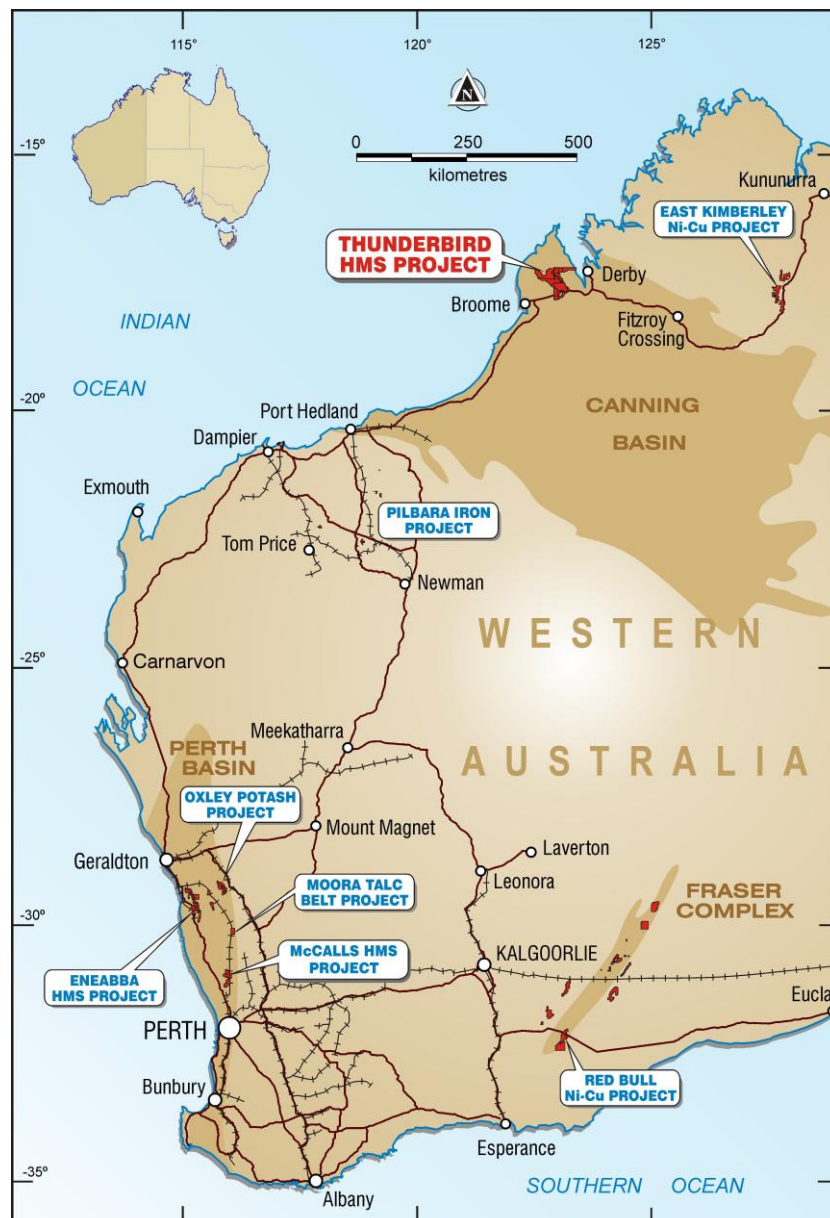 115°
120°
125°
-15°
-20°
-25°
-30°
-35°
N
0
250
500
kilometres
Kununurra
EAST KIMBERLEY
Ni-Cu PROJECT
THUNDERBIRD
HMS PROJECT
Derby
Broome
Fitzroy
Crossing
INDIAN
OCEAN
CANNING
BASIN
Port Hedland
Dampier
Exmouth
PILBARA IRON
PROJECT
Tom Price
Newman
WESTERN
AUSTRALIA
Carnarvon
Meekatharra
PERTH
BASIN
OXLEY POTASH
PROJECT
Mount Magnet
Geraldton
Laverton
Leonora
MOORA TALC
BELT PROJECT
FRASER
COMPLEX
McCALLS HMS
PROJECT
KALGOORLIE
ENEABBA
HMS PROJECT
Eucla
PERTH
RED BULL
Ni-Cu PROJECT
Bunbury
Esperance
Albany
SOUTHERN OCEAN